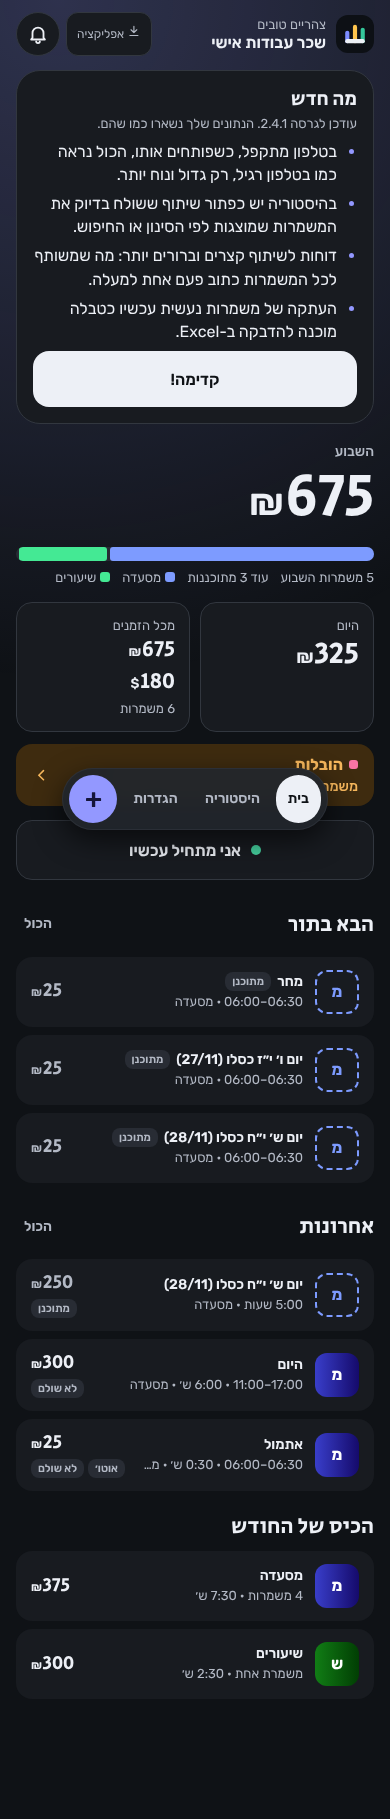 צהריים טובים
שכר עבודות אישי
אפליקציה
מה חדש
עודכן לגרסה 2.4.1. הנתונים שלך נשארו כמו שהם.
בטלפון מתקפל, כשפותחים אותו, הכול נראה
כמו בטלפון רגיל, רק גדול ונוח יותר.
בהיסטוריה יש כפתור שיתוף ששולח בדיוק את
המשמרות שמוצגות לפי הסינון או החיפוש.
דוחות לשיתוף קצרים וברורים יותר: מה שמשותף
לכל המשמרות כתוב פעם אחת למעלה.
העתקה של משמרות נעשית עכשיו כטבלה
מוכנה להדבקה ב-Excel.
קדימה!
השבוע
₪675
5 משמרות השבוע עוד 3 מתוכננות מסעדה שיעורים
היום
₪325
מכל הזמנים
₪675
$180
6 משמרות
הובלות
בית
היסטוריה
הגדרות
+
אני מתחיל עכשיו
הבא בתור
הכול
מ
מחר מתוכנן
06:00–06:30 • מסעדה
₪25
מ
יום ו׳ י״ז כסלו (27/11) מתוכנן
06:00–06:30 • מסעדה
₪25
מ
יום ש׳ י״ח כסלו (28/11) מתוכנן
06:00–06:30 • מסעדה
₪25
אחרונות
הכול
מ
יום ש׳ י״ח כסלו (28/11)
5:00 שעות • מסעדה
₪250
מתוכנן
מ
היום
11:00–17:00 • 6:00 ש׳ • מסעדה
₪300
לא שולם
מ
אתמול
06:00–06:30 • 0:30 ש׳ • מ...
₪25
אוטו׳ לא שולם
הכיס של החודש
מ
מסעדה
4 משמרות • 7:30 ש׳
₪375
ש
שיעורים
משמרת אחת • 2:30 ש׳
₪300